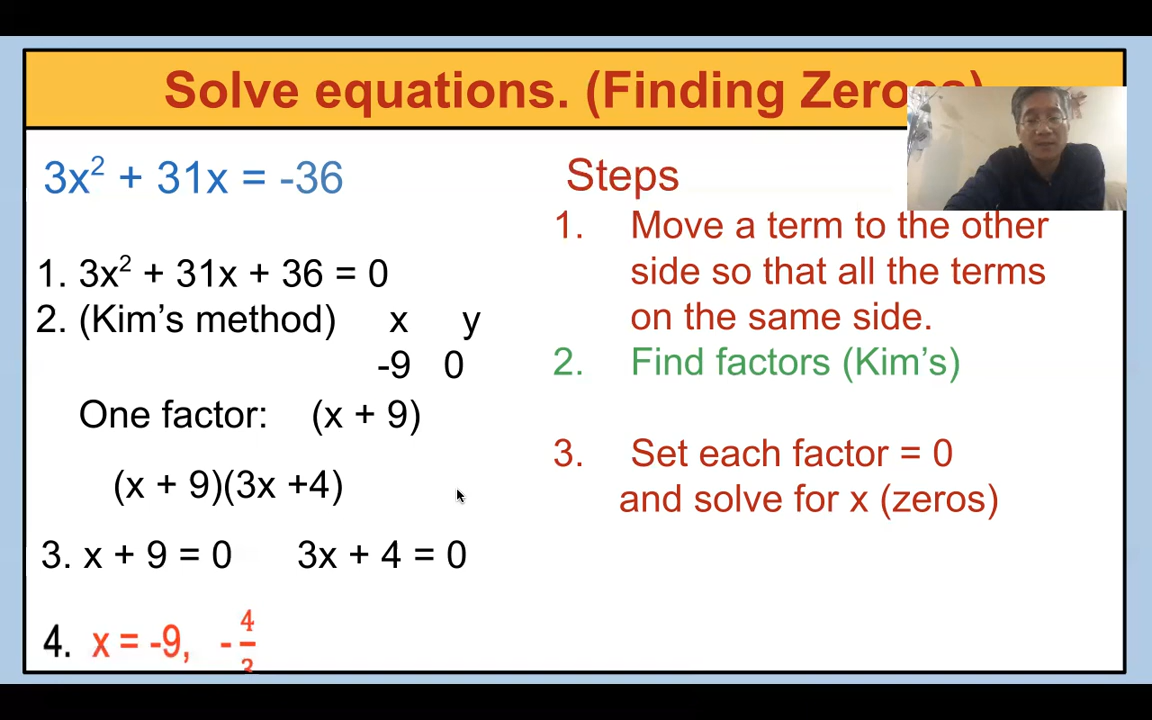 Solve equations. (Finding Zeroes)
3x² + 31x = -36
1. 3x² + 31x + 36 = 0
2. (Kim's method) x y
-9 0
One factor: (x + 9)
(x + 9)(3x +4)
3. x + 9 = 0 3x + 4 = 0
4. x = -9, - 4/3
Steps
1. Move a term to the other
side so that all the terms
on the same side.
2. Find factors (Kim's)
3. Set each factor = 0
and solve for x (zeros)